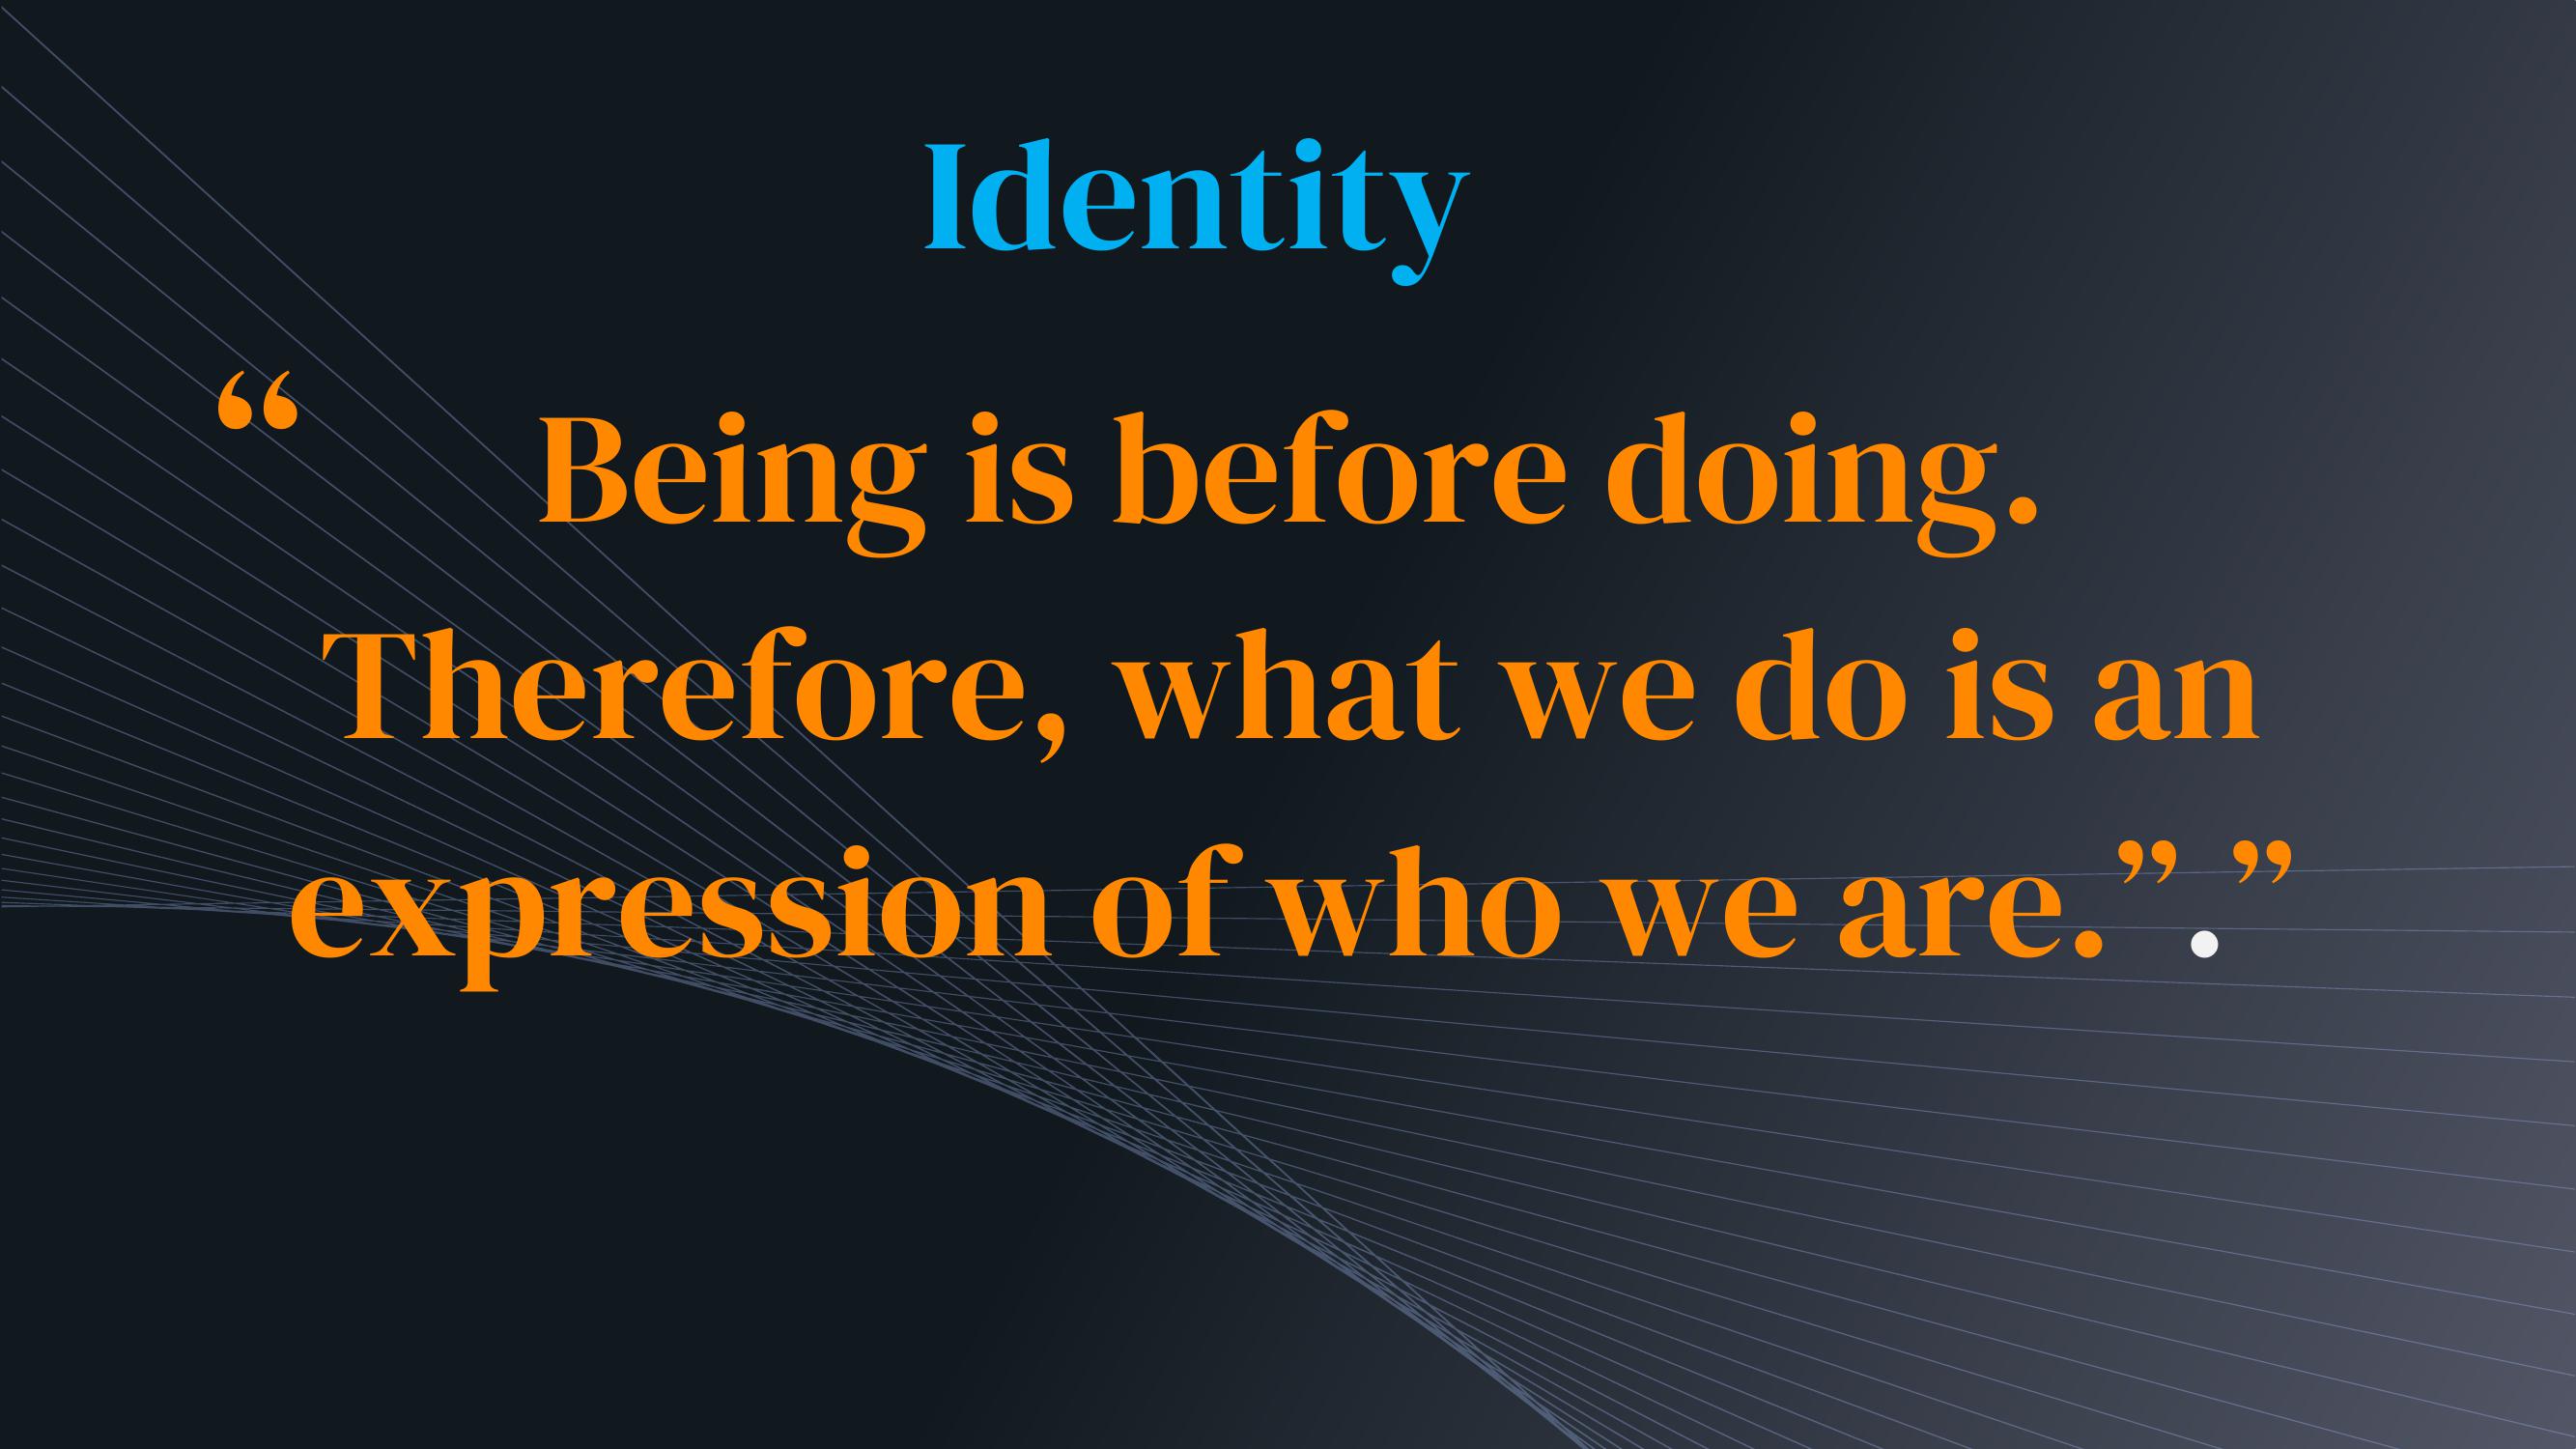 Identity
“ Being is before doing.
Therefore, what we do is an
expression of who we are.”.”